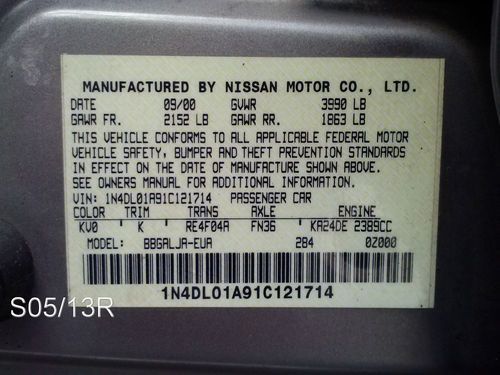 MANUFACTURED BY NISSAN MOTOR CO., LTD.
DATE 09/00 GVWR 3990 LB
GAWR FR. 2152 LB GAWR RR. 1863 LB
THIS VEHICLE CONFORMS TO ALL APPLICABLE FEDERAL MOTOR
VEHICLE SAFETY, BUMPER AND THEFT PREVENTION STANDARDS
IN EFFECT ON THE DATE OF MANUFACTURE SHOWN ABOVE.
SEE OWNERS MANUAL FOR ADDITIONAL INFORMATION.
VIN: 1N4DL01A91C121714 PASSENGER CAR
COLOR TRIM TRANS AXLE ENGINE
KV0 K RE4F04A FN36 KA24DE 2389CC
MODEL: BBGALJA-EUA 284 0Z000
1N4DL01A91C121714
S05/13R